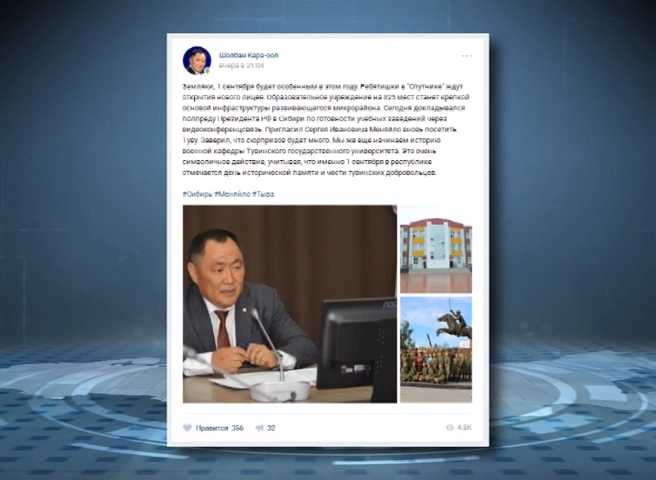 Шолбан Кара-оол
вчера в 21:04
Земляки, 1 сентября будет особенным в этом году. Ребятишки в "Спутнике" ждут
открытия нового лицея. Образовательное учреждение на 825 мест станет крепкой
основой инфраструктуры развивающегося микрорайона. Сегодня докладывался
полпреду Президента РФ в Сибири по готовности учебных заведений через
видеоконференцсвязь. Пригласил Сергея Ивановича Меняйло вновь посетить
Туву. Заверил, что сюрпризов будет много. Мы же еще начинаем историю
военной кафедры Тувинского государственного университета. Это очень
символичное действие, учитывая, что именно 1 сентября в республике
отмечается день исторической памяти и чести тувинских добровольцев.
#Сибирь #Меняйло #Тыва
AOC
Нравится 356 32 4.9K